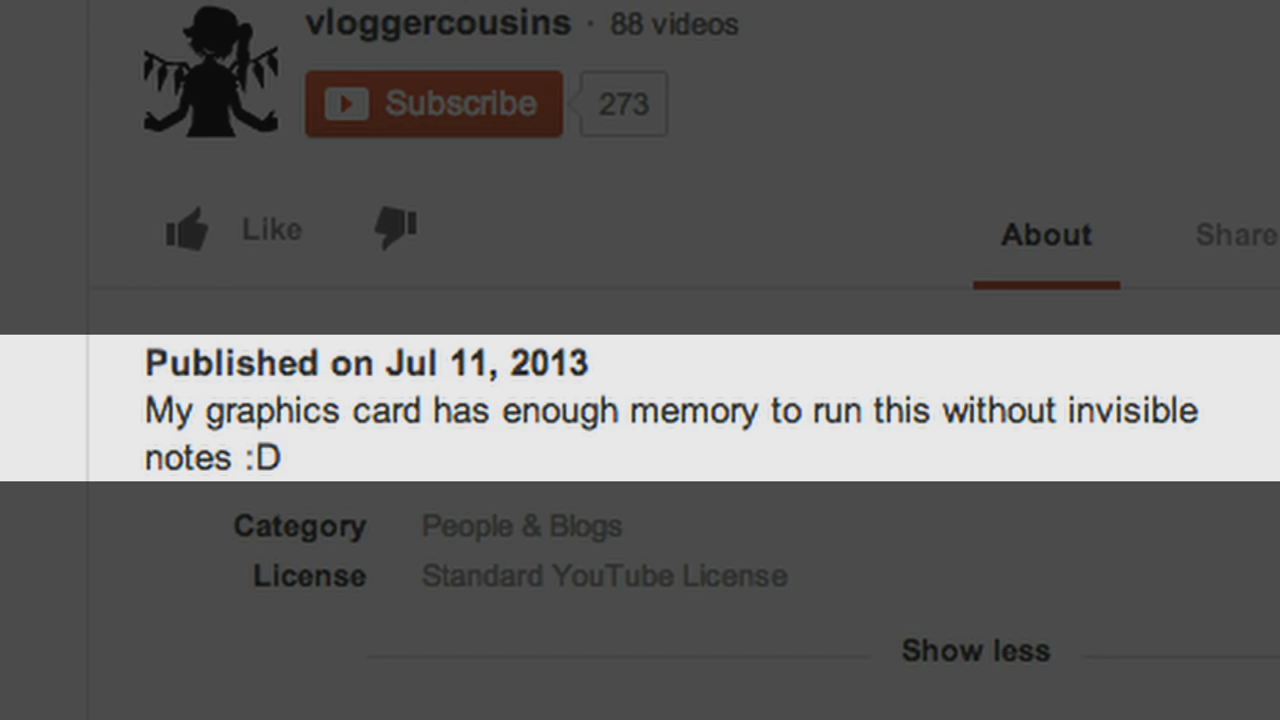 vloggercousins · 88 videos
Subscribe 273
Like
About Share
Published on Jul 11, 2013
My graphics card has enough memory to run this without invisible
notes :D
Category People & Blogs
License Standard YouTube License
Show less